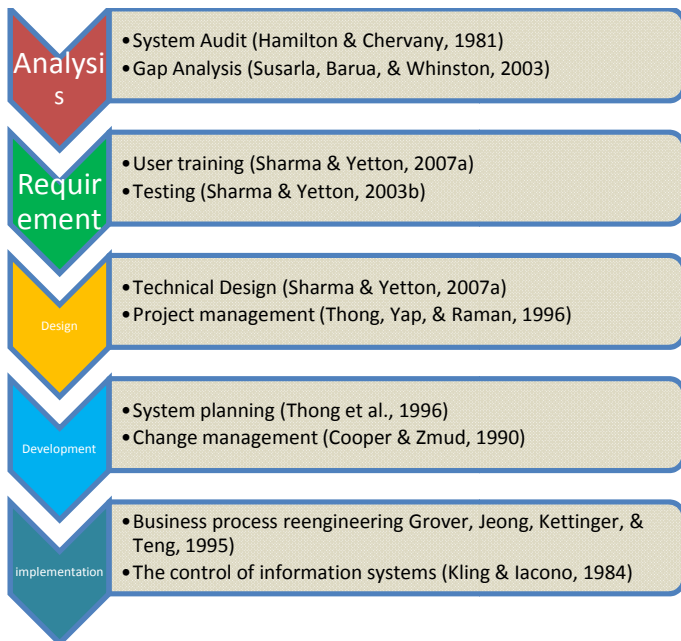 Analysi
s
•System Audit (Hamilton & Chervany, 1981)
•Gap Analysis (Susarla, Barua, & Whinston, 2003)
Requir
ement
•User training (Sharma & Yetton, 2007a)
•Testing (Sharma & Yetton, 2003b)
Design
•Technical Design (Sharma & Yetton, 2007a)
•Project management (Thong, Yap, & Raman, 1996)
Development
•System planning (Thong et al., 1996)
•Change management (Cooper & Zmud, 1990)
implementation
•Business process reengineering Grover, Jeong, Kettinger, &
Teng, 1995)
•The control of information systems (Kling & Iacono, 1984)